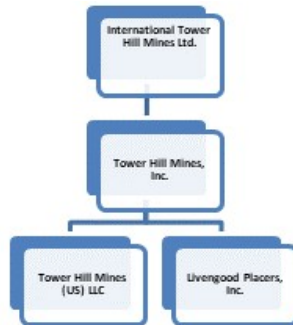 International Tower
Hill Mines Ltd.
Tower Hill Mines,
Inc.
Tower Hill Mines
(US) LLC
Livengood Placers,
Inc.